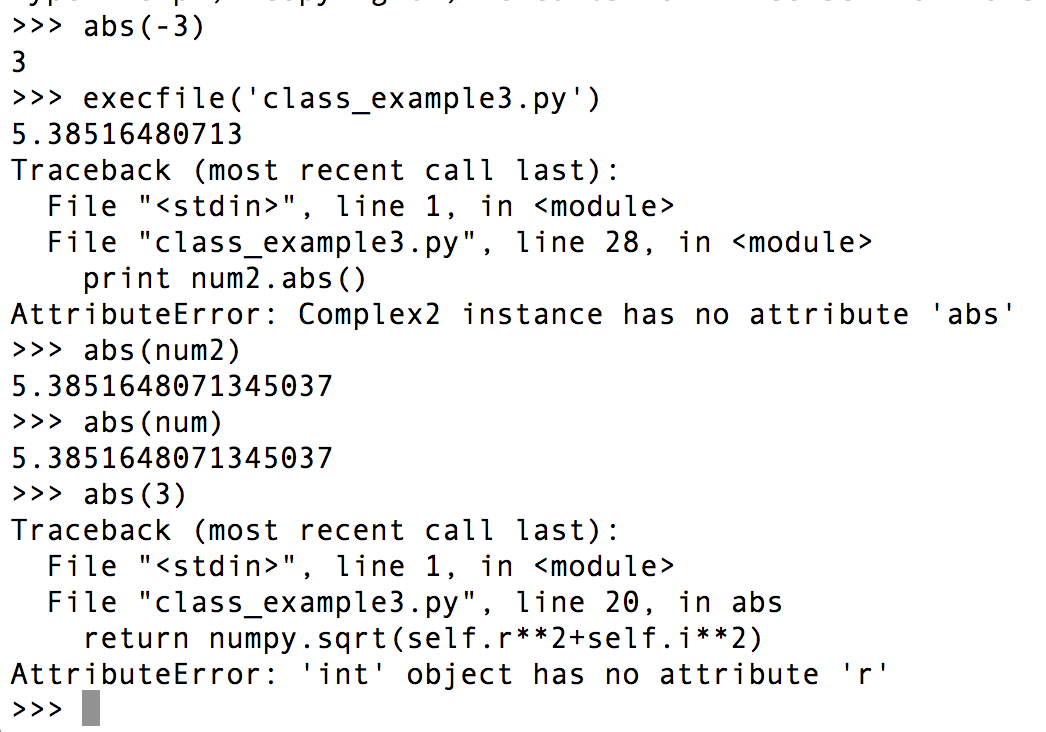 >>> abs(-3)
3
>>> execfile('class_example3.py')
5.38516480713
Traceback (most recent call last):
  File "<stdin>", line 1, in <module>
  File "class_example3.py", line 28, in <module>
    print num2.abs()
AttributeError: Complex2 instance has no attribute 'abs'
>>> abs(num2)
5.3851648071345037
>>> abs(num)
5.3851648071345037
>>> abs(3)
Traceback (most recent call last):
  File "<stdin>", line 1, in <module>
  File "class_example3.py", line 20, in abs
    return numpy.sqrt(self.r**2+self.i**2)
AttributeError: 'int' object has no attribute 'r'
>>>